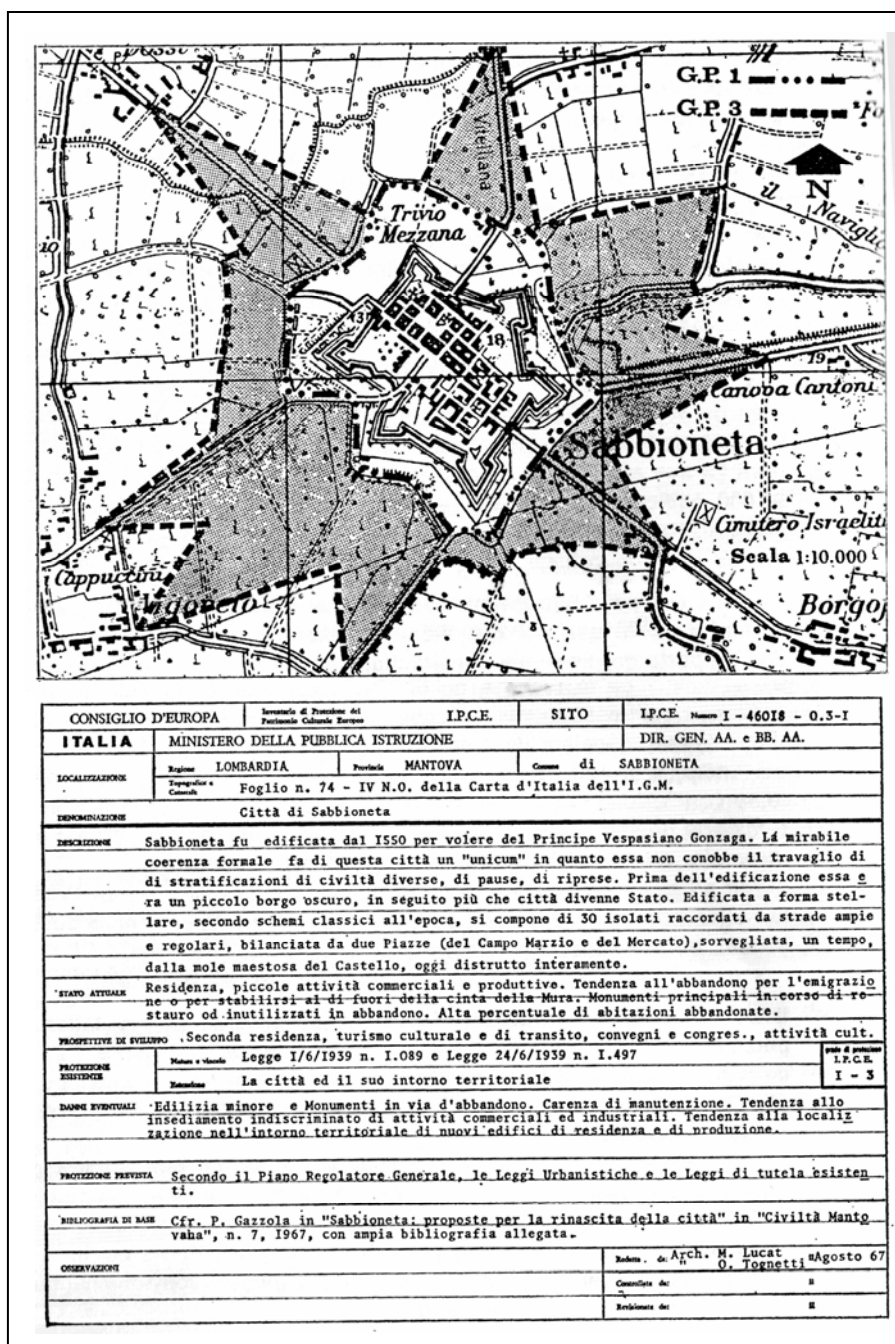 G.P. 1
G.P. 3
N
Vitelliana
Trivio
Mezzana
il Naviglio
10
18
19
Canova Cantoni
Sabbioneta
Cimitero Israelit
Scala 1:10.000
Cappuccini
Borgo
CONSIGLIO D'EUROPA Inventario di Protezione del Patrimonio Culturale Europeo I.P.C.E. SITO I.P.C.E. Numero I - 46018 - 0.3-I
ITALIA MINISTERO DELLA PUBBLICA ISTRUZIONE DIR. GEN. AA. e BB. AA.
LOCALIZZAZIONE Regione LOMBARDIA Provincia MANTOVA Comune di SABBIONETA
Topografica e Catastale Foglio n. 74 - IV N.O. della Carta d'Italia dell'I.G.M.
DENOMINAZIONE Città di Sabbioneta
DESCRIZIONE Sabbioneta fu edificata dal I550 per volere del Principe Vespasiano Gonzaga. La mirabile
coerenza formale fa di questa città un "unicum" in quanto essa non conobbe il travaglio di
di stratificazioni di civiltà diverse, di pause, di riprese. Prima dell'edificazione essa e
ra un piccolo borgo oscuro, in seguito più che città divenne Stato. Edificata a forma stel-
lare, secondo schemi classici all'epoca, si compone di 30 isolati raccordati da strade ampie
e regolari, bilanciata da due Piazze (del Campo Marzio e del Mercato),sorvegliata, un tempo,
dalla mole maestosa del Castello, oggi distrutto interamente.
STATO ATTUALE Residenza, piccole attività commerciali e produttive. Tendenza all'abbandono per l'emigrazio
ne o per stabilirsi al di fuori della cinta della Mura. Monumenti principali in corso di re-
stauro od inutilizzati in abbandono. Alta percentuale di abitazioni abbandonate.
PROSPETTIVE DI SVILUPPO Seconda residenza, turismo culturale e di transito, convegni e congres., attività cult.
PROTEZIONE ESISTENTE Natura e vincolo Legge I/6/I939 n. I.089 e Legge 24/6/I939 n. I.497 grado di protezione I.P.C.E.
Estensione La città ed il suo intorno territoriale I - 3
DANNI EVENTUALI Edilizia minore e Monumenti in via d'abbandono. Carenza di manutenzione. Tendenza allo
insediamento indiscriminato di attività commerciali ed industriali. Tendenza alla localiz
zazione nell'intorno territoriale di nuovi edifici di residenza e di produzione.
PROTEZIONE PREVISTA Secondo il Piano Regolatore Generale, le Leggi Urbanistiche e le Leggi di tutela esisten
ti.
BIBLIOGRAFIA DI BASE Cfr. P. Gazzola in "Sabbioneta: proposte per la rinascita della città" in "Civiltà Manto
vana", n. 7, I967, con ampia bibliografia allegata.
OSSERVAZIONI Redatta da: Arch. M. Lucat
" O. Tognetti Agosto 67
Controllata da: "
Revisionata da: "